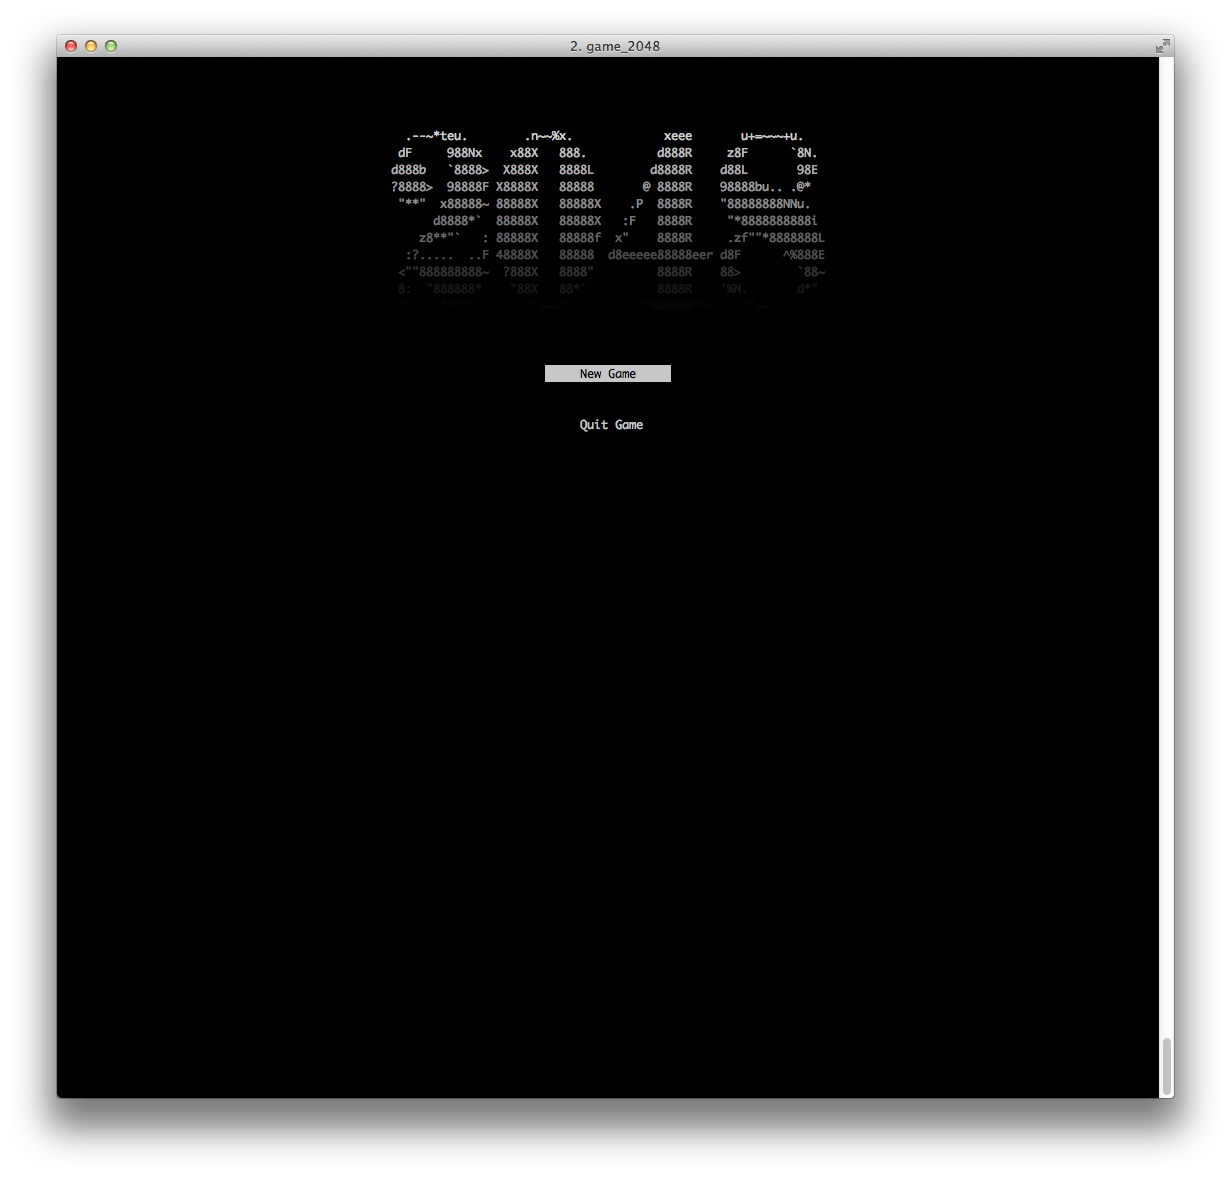 2. game_2048
.--~*teu.        .n~~%x.             xeee       u+=~~~+u.
dF     988Nx    x88X   888.          d888R     z8F      `8N.
d888b   `8888>  X888X   8888L        d8888R    d88L       98E
?8888>  98888F X8888X   88888       @ 8888R    98888bu.. .@*
"**"  x88888~ 88888X   88888X    .P  8888R    "88888888NNu.
d8888*`  88888X   88888X   :F   8888R     "*8888888888i
z8**"`   : 88888X   88888f  x"    8888R     .zf""*8888888L
:?.....  ..F 48888X   88888  d8eeeee88888eer d8F      ^%888E
<""888888888~  ?888X   8888"         8888R    88>        `88~
8:  "888888*    "88X   88*`          8888R    '%N.       d*"
New Game
Quit Game